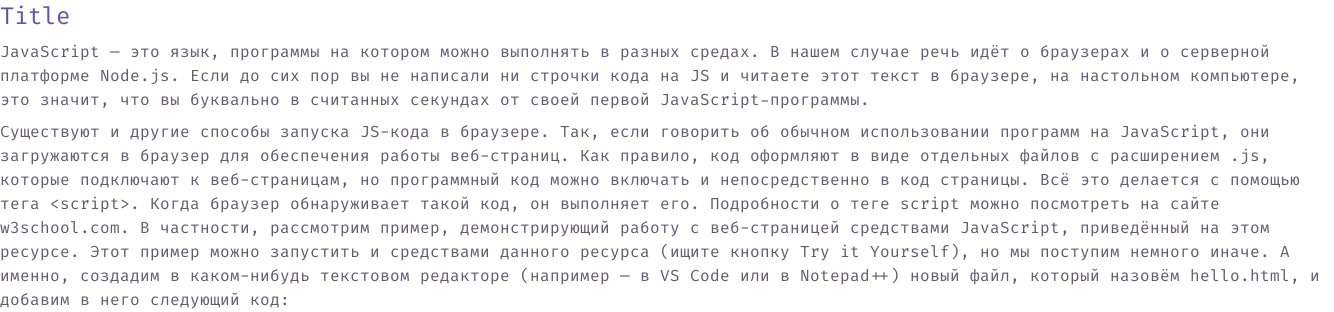 Title
JavaScript — это язык, программы на котором можно выполнять в разных средах. В нашем случае речь идёт о браузерах и о серверной
платформе Node.js. Если до сих пор вы не написали ни строчки кода на JS и читаете этот текст в браузере, на настольном компьютере,
это значит, что вы буквально в считанных секундах от своей первой JavaScript-программы.
Существуют и другие способы запуска JS-кода в браузере. Так, если говорить об обычном использовании программ на JavaScript, они
загружаются в браузер для обеспечения работы веб-страниц. Как правило, код оформляют в виде отдельных файлов с расширением .js,
которые подключают к веб-страницам, но программный код можно включать и непосредственно в код страницы. Всё это делается с помощью
тега <script>. Когда браузер обнаруживает такой код, он выполняет его. Подробности о теге script можно посмотреть на сайте
w3school.com. В частности, рассмотрим пример, демонстрирующий работу с веб-страницей средствами JavaScript, приведённый на этом
ресурсе. Этот пример можно запустить и средствами данного ресурса (ищите кнопку Try it Yourself), но мы поступим немного иначе. А
именно, создадим в каком-нибудь текстовом редакторе (например — в VS Code или в Notepad++) новый файл, который назовём hello.html, и
добавим в него следующий код: